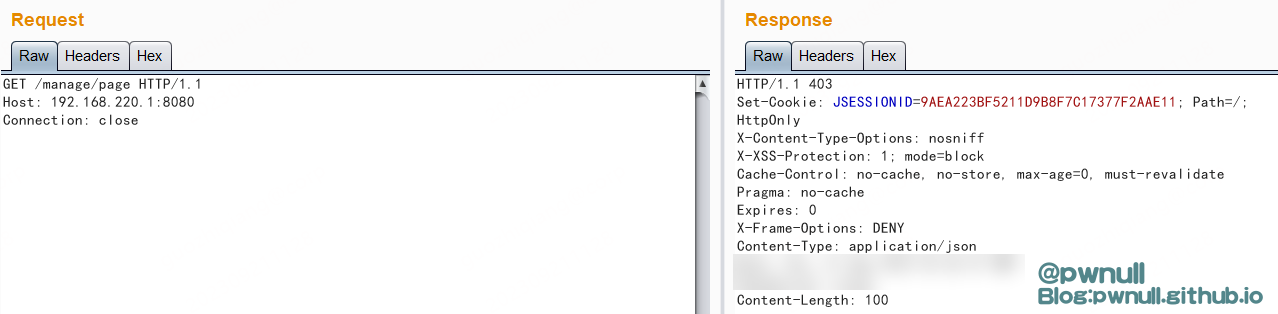 Request
Raw Headers Hex
GET /manage/page HTTP/1.1
Host: 192.168.220.1:8080
Connection: close
Response
Raw Headers Hex
HTTP/1.1 403
Set-Cookie: JSESSIONID=9AEA223BF5211D9B8F7C17377F2AAE11; Path=/;
HttpOnly
X-Content-Type-Options: nosniff
X-XSS-Protection: 1; mode=block
Cache-Control: no-cache, no-store, max-age=0, must-revalidate
Pragma: no-cache
Expires: 0
X-Frame-Options: DENY
Content-Type: application/json
Content-Length: 100
@pwnull
Blog:pwnull.github.io